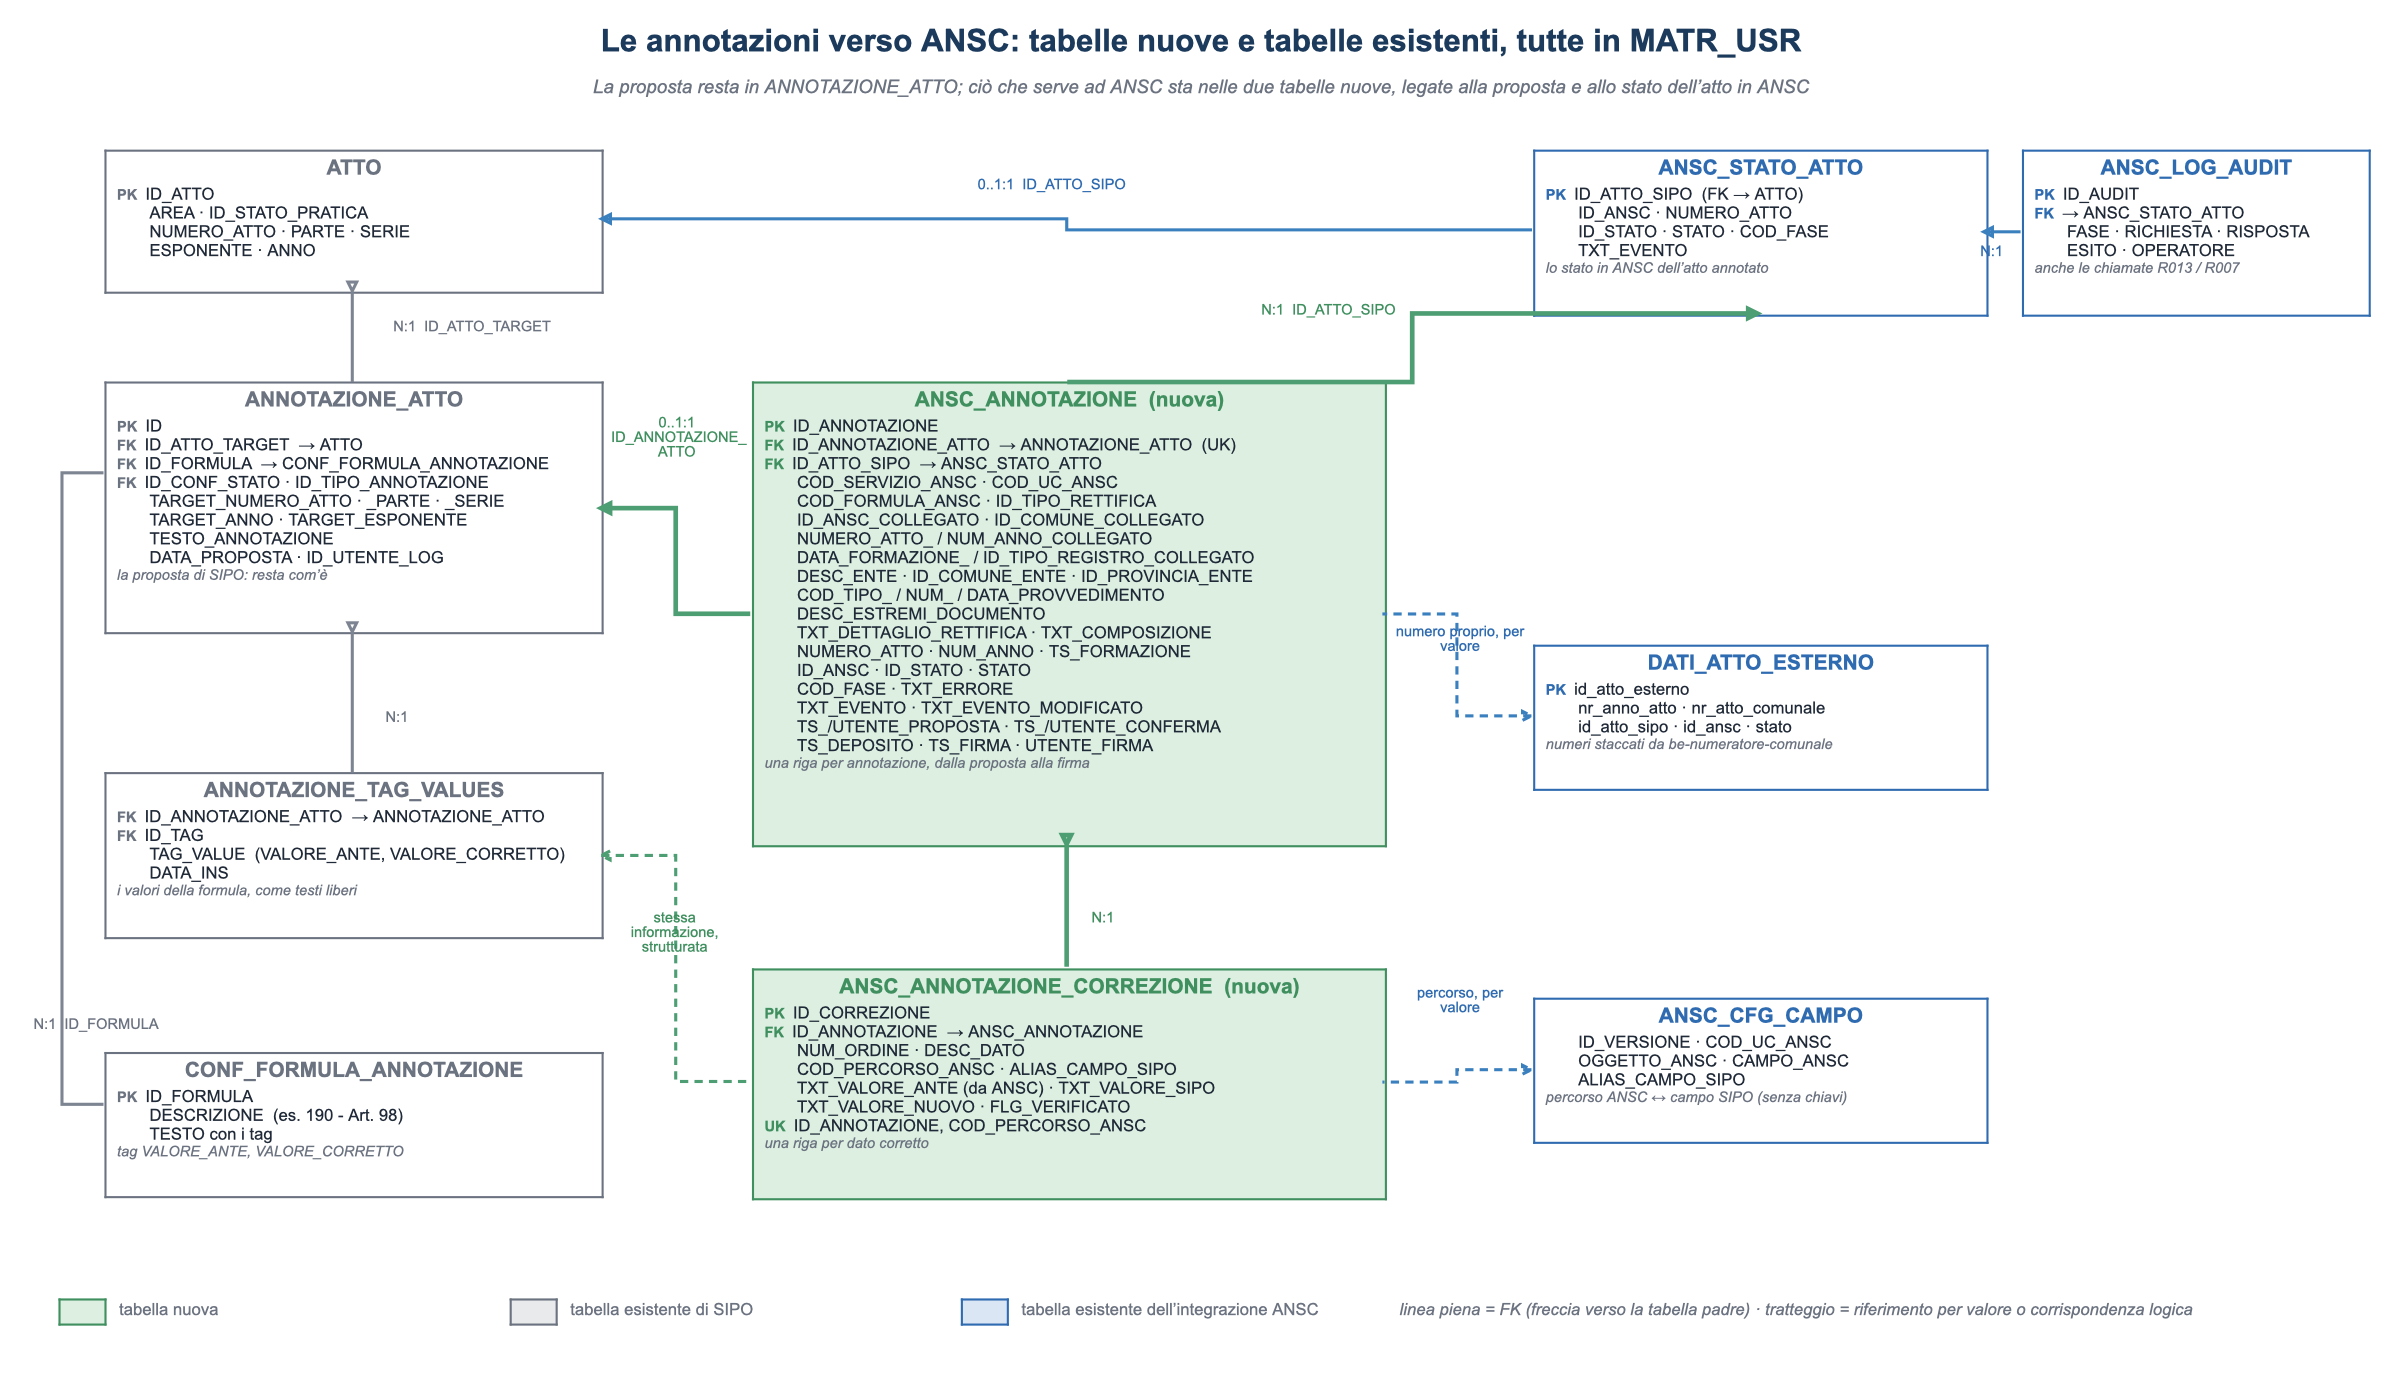 Le annotazioni verso ANSC: tabelle nuove e tabelle esistenti, tutte in MATR_USR
La proposta resta in ANNOTAZIONE_ATTO; ciò che serve ad ANSC sta nelle due tabelle nuove, legate alla proposta e allo stato dell’atto in ANSC
ATTO
PK ID_ATTO
AREA · ID_STATO_PRATICA
NUMERO_ATTO · PARTE · SERIE
ESPONENTE · ANNO
0..1:1 ID_ATTO_SIPO
ANSC_STATO_ATTO
PK ID_ATTO_SIPO (FK → ATTO)
ID_ANSC · NUMERO_ATTO
ID_STATO · STATO · COD_FASE
TXT_EVENTO
lo stato in ANSC dell’atto annotato
N:1
ANSC_LOG_AUDIT
PK ID_AUDIT
FK → ANSC_STATO_ATTO
FASE · RICHIESTA · RISPOSTA
ESITO · OPERATORE
anche le chiamate R013 / R007
N:1 ID_ATTO_TARGET
N:1 ID_ATTO_SIPO
ANNOTAZIONE_ATTO
PK ID
FK ID_ATTO_TARGET → ATTO
FK ID_FORMULA → CONF_FORMULA_ANNOTAZIONE
FK ID_CONF_STATO · ID_TIPO_ANNOTAZIONE
TARGET_NUMERO_ATTO · _PARTE · _SERIE
TARGET_ANNO · TARGET_ESPONENTE
TESTO_ANNOTAZIONE
DATA_PROPOSTA · ID_UTENTE_LOG
la proposta di SIPO: resta com’è
0..1:1
ID_ANNOTAZIONE_
ATTO
ANSC_ANNOTAZIONE (nuova)
PK ID_ANNOTAZIONE
FK ID_ANNOTAZIONE_ATTO → ANNOTAZIONE_ATTO (UK)
FK ID_ATTO_SIPO → ANSC_STATO_ATTO
COD_SERVIZIO_ANSC · COD_UC_ANSC
COD_FORMULA_ANSC · ID_TIPO_RETTIFICA
ID_ANSC_COLLEGATO · ID_COMUNE_COLLEGATO
NUMERO_ATTO_ / NUM_ANNO_COLLEGATO
DATA_FORMAZIONE_ / ID_TIPO_REGISTRO_COLLEGATO
DESC_ENTE · ID_COMUNE_ENTE · ID_PROVINCIA_ENTE
COD_TIPO_ / NUM_ / DATA_PROVVEDIMENTO
DESC_ESTREMI_DOCUMENTO
TXT_DETTAGLIO_RETTIFICA · TXT_COMPOSIZIONE
NUMERO_ATTO · NUM_ANNO · TS_FORMAZIONE
ID_ANSC · ID_STATO · STATO
COD_FASE · TXT_ERRORE
TXT_EVENTO · TXT_EVENTO_MODIFICATO
TS_/UTENTE_PROPOSTA · TS_/UTENTE_CONFERMA
TS_DEPOSITO · TS_FIRMA · UTENTE_FIRMA
una riga per annotazione, dalla proposta alla firma
numero proprio, per
valore
DATI_ATTO_ESTERNO
PK id_atto_esterno
nr_anno_atto · nr_atto_comunale
id_atto_sipo · id_ansc · stato
numeri staccati da be-numeratore-comunale
N:1
ANNOTAZIONE_TAG_VALUES
FK ID_ANNOTAZIONE_ATTO → ANNOTAZIONE_ATTO
FK ID_TAG
TAG_VALUE (VALORE_ANTE, VALORE_CORRETTO)
DATA_INS
i valori della formula, come testi liberi
stessa
informazione,
strutturata
N:1
ANSC_ANNOTAZIONE_CORREZIONE (nuova)
PK ID_CORREZIONE
FK ID_ANNOTAZIONE → ANSC_ANNOTAZIONE
NUM_ORDINE · DESC_DATO
COD_PERCORSO_ANSC · ALIAS_CAMPO_SIPO
TXT_VALORE_ANTE (da ANSC) · TXT_VALORE_SIPO
TXT_VALORE_NUOVO · FLG_VERIFICATO
UK ID_ANNOTAZIONE, COD_PERCORSO_ANSC
una riga per dato corretto
percorso, per
valore
ANSC_CFG_CAMPO
ID_VERSIONE · COD_UC_ANSC
OGGETTO_ANSC · CAMPO_ANSC
ALIAS_CAMPO_SIPO
percorso ANSC ↔ campo SIPO (senza chiavi)
N:1 ID_FORMULA
CONF_FORMULA_ANNOTAZIONE
PK ID_FORMULA
DESCRIZIONE (es. 190 - Art. 98)
TESTO con i tag
tag VALORE_ANTE, VALORE_CORRETTO
tabella nuova
tabella esistente di SIPO
tabella esistente dell’integrazione ANSC
linea piena = FK (freccia verso la tabella padre) · tratteggio = riferimento per valore o corrispondenza logica